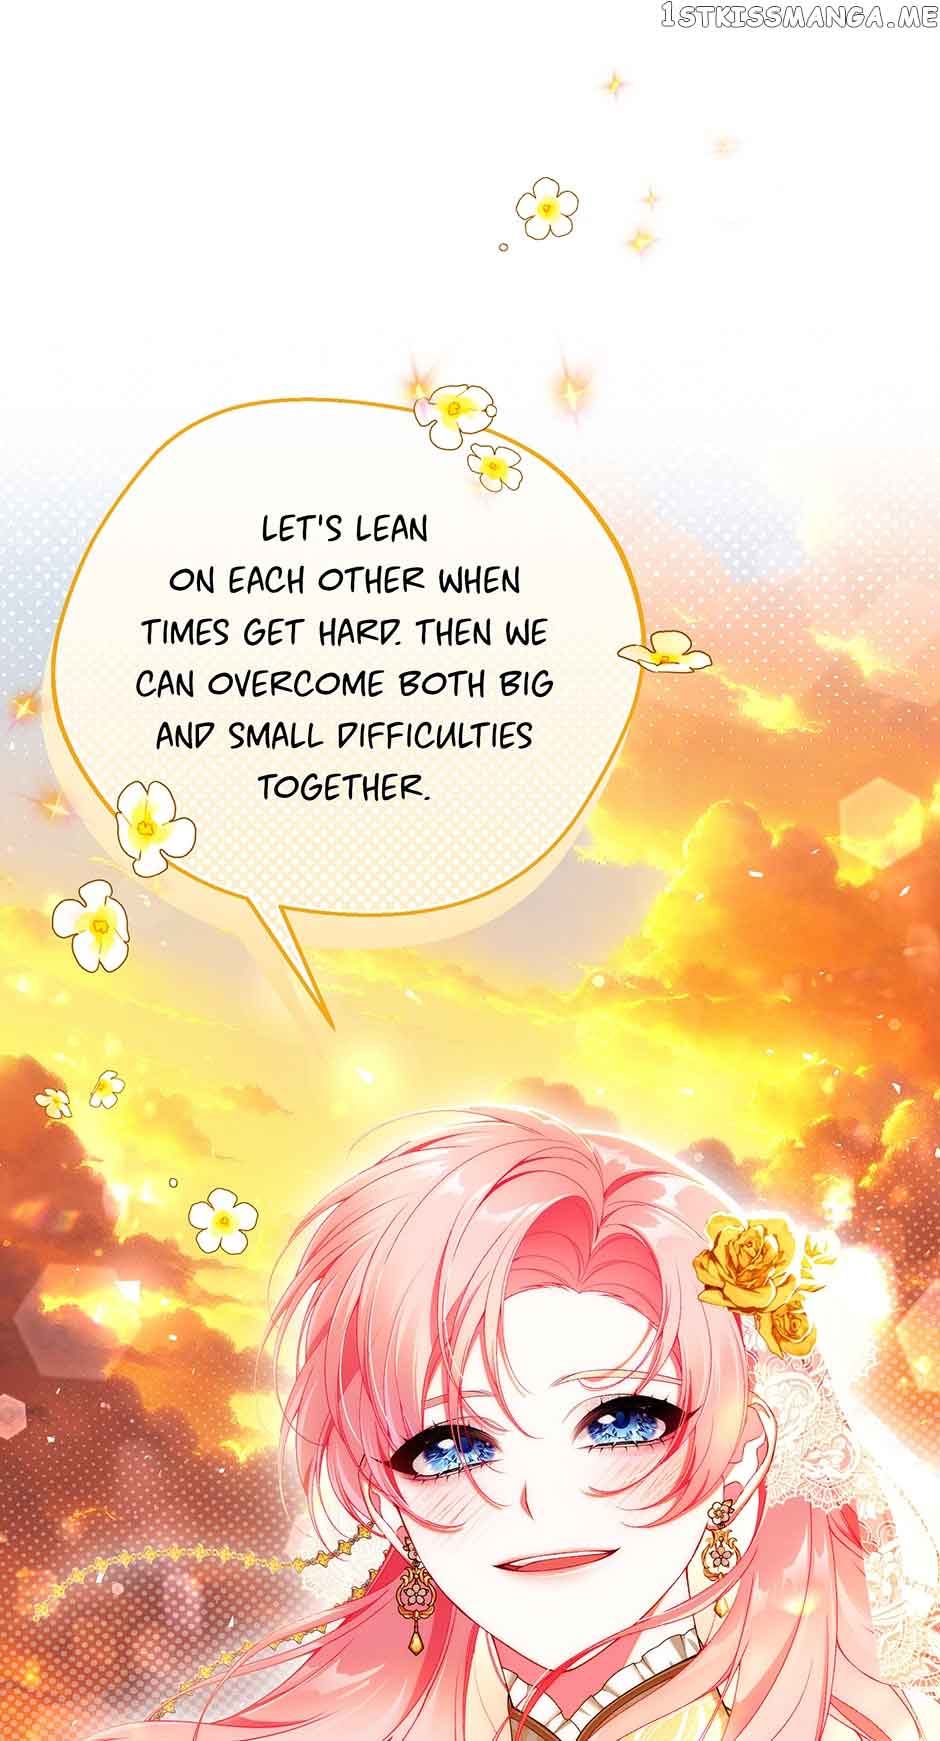 1STKISSMANGA.ME
LET'S LEAN
ON EACH OTHER WHEN
TIMES GET HARD. THEN WE
CAN OVERCOME BOTH BIG
AND SMALL DIFFICULTIES
TOGETHER.